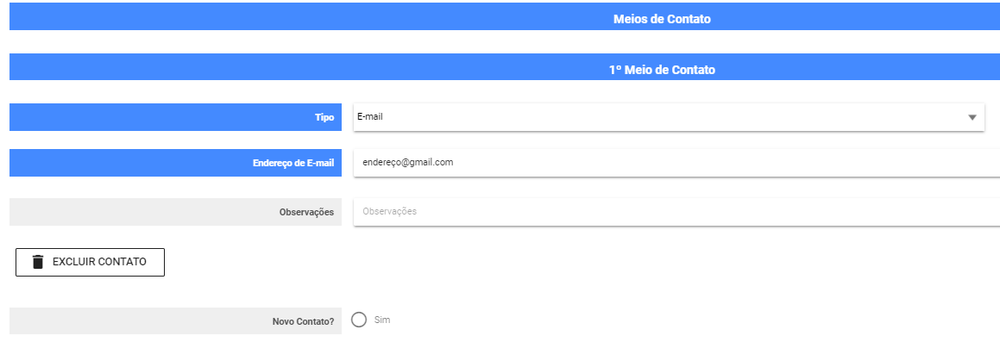 Meios de Contato
1º Meio de Contato
Tipo E-mail
Endereço de E-mail endereço@gmail.com
Observações Observações
EXCLUIR CONTATO
Novo Contato? Sim